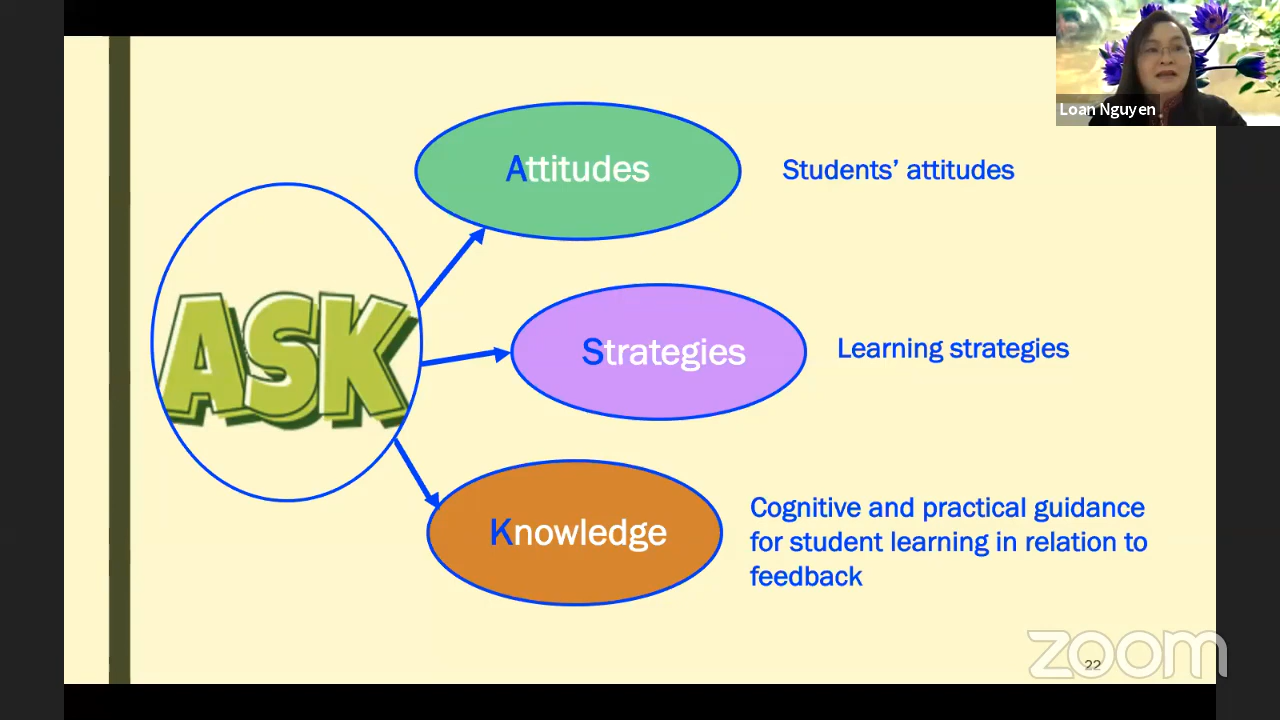 Loan Nguyen
Attitudes
Students’ attitudes
ASK
Strategies
Learning strategies
Knowledge
Cognitive and practical guidance
for student learning in relation to
feedback
zoom
22